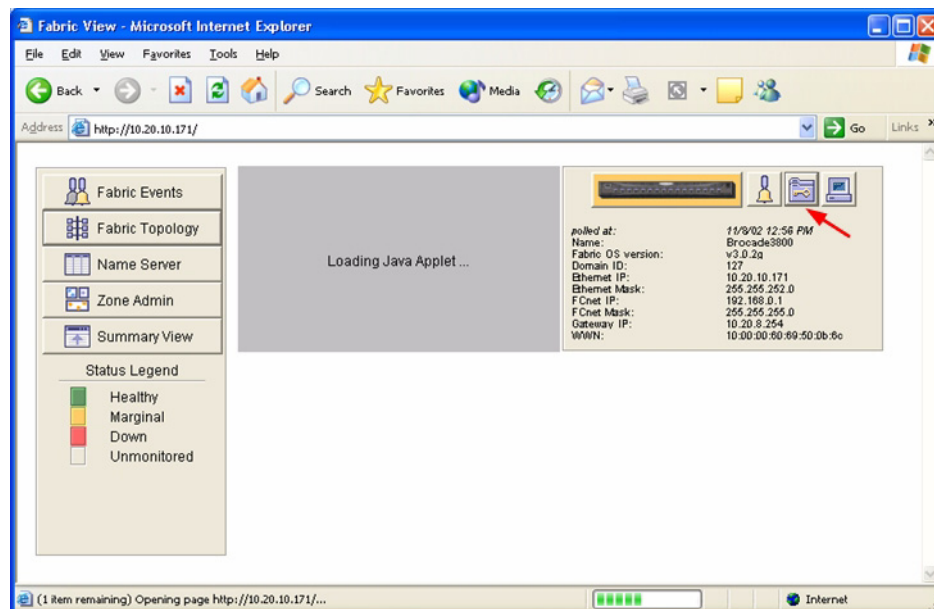 Fabric View - Microsoft Internet Explorer
File Edit View Favorites Tools Help
Back Search Favorites Media
Address http://10.20.10.171/ Go Links »
Fabric Events
Fabric Topology
Name Server
Zone Admin
Summary View
Status Legend
Healthy
Marginal
Down
Unmonitored
Loading Java Applet ...
polled at: 11/8/02 12:56 PM
Name: Brocade3800
Fabric OS version: v3.0.2g
Domain ID: 127
Ethernet IP: 10.20.10.171
Ethernet Mask: 255.255.252.0
FCnet IP: 192.168.0.1
FCnet Mask: 255.255.255.0
Gateway IP: 10.20.8.254
WWN: 10:00:00:60:69:50:0b:6c
(1 item remaining) Opening page http://10.20.10.171/... Internet